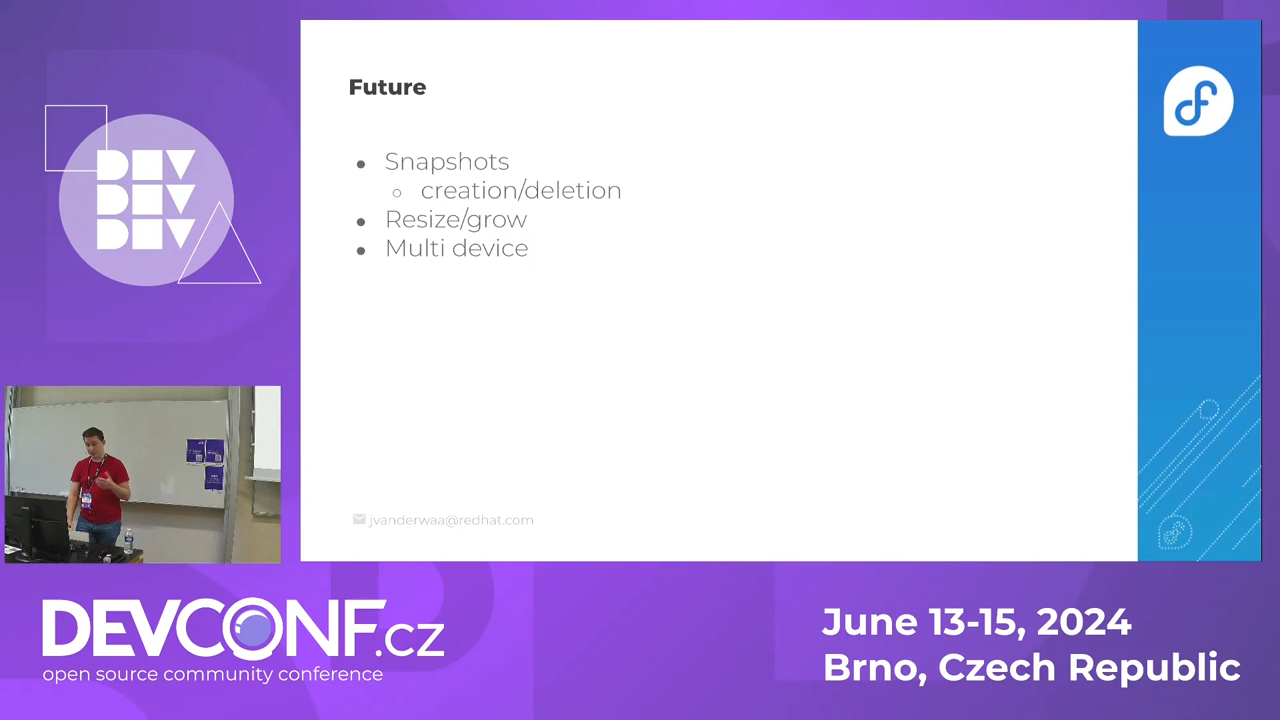 DEV
DEV
DEV
Future
Snapshots
creation/deletion
Resize/grow
Multi device
jvanderwaa@redhat.com
DEVCONF.cz
open source community conference
June 13-15, 2024
Brno, Czech Republic